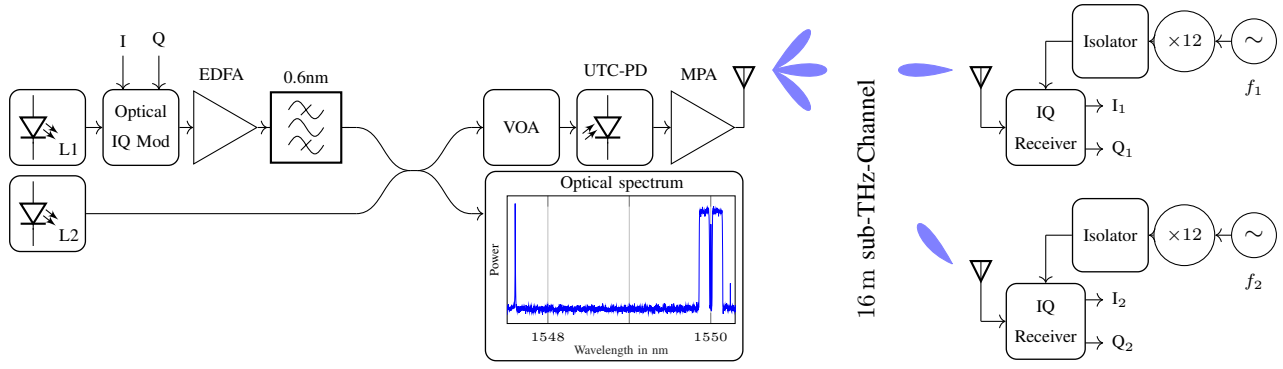 I Q
EDFA
0.6nm
L1
Optical
IQ Mod
L2
VOA
UTC-PD
MPA
Optical spectrum
Power
1548 1550
Wavelength in nm
16 m sub-THz-Channel
Isolator
×12
∼
f₁
IQ
Receiver
I₁
Q₁
Isolator
×12
∼
f₂
IQ
Receiver
I₂
Q₂